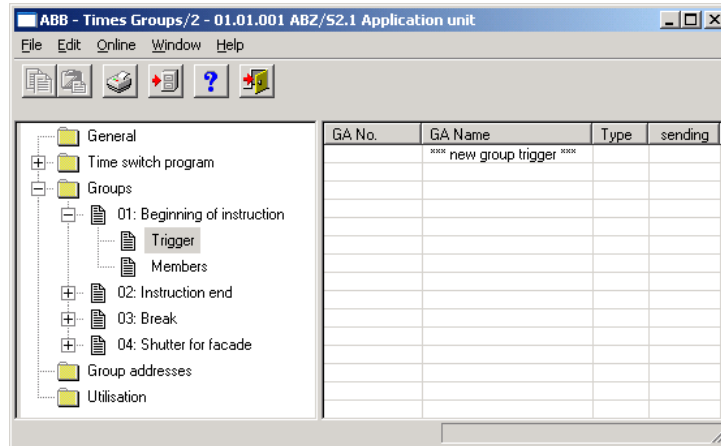 ABB - Times Groups/2 - 01.01.001 ABZ/S2.1 Application unit
File Edit Online Window Help
?
GA No. GA Name Type sending
*** new group trigger ***
General
Time switch program
Groups
01: Beginning of instruction
Trigger
Members
02: Instruction end
03: Break
04: Shutter for facade
Group addresses
Utilisation